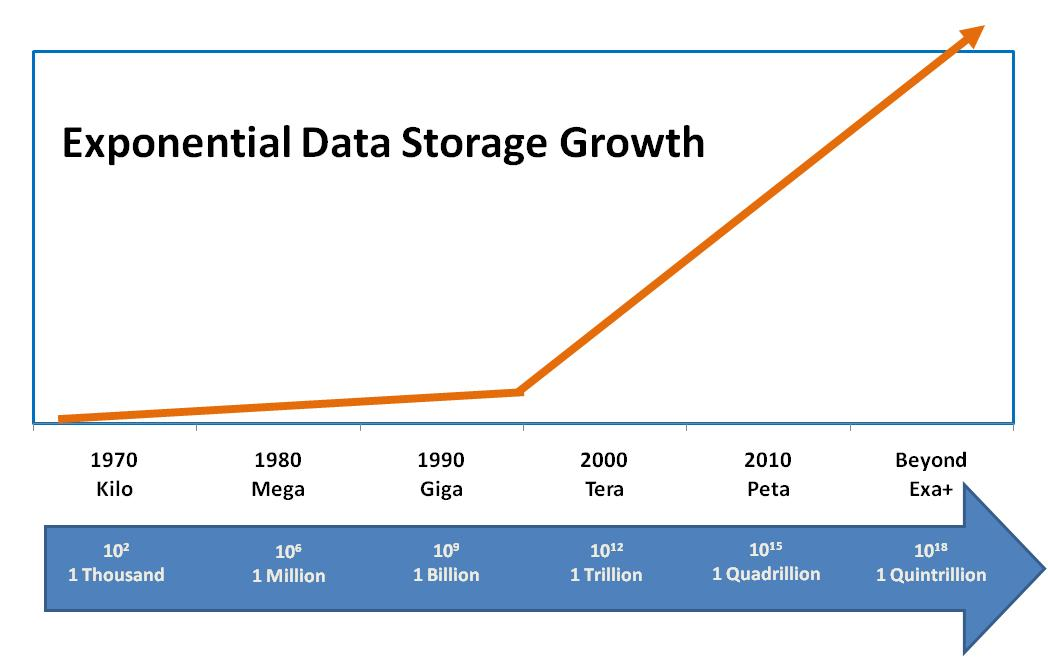 Exponential Data Storage Growth
1970 1980 1990 2000 2010 Beyond
Kilo Mega Giga Tera Peta Exa+
10² 10⁶ 10⁹ 10¹² 10¹⁵ 10¹⁸
1 Thousand 1 Million 1 Billion 1 Trillion 1 Quadrillion 1 Quintrillion